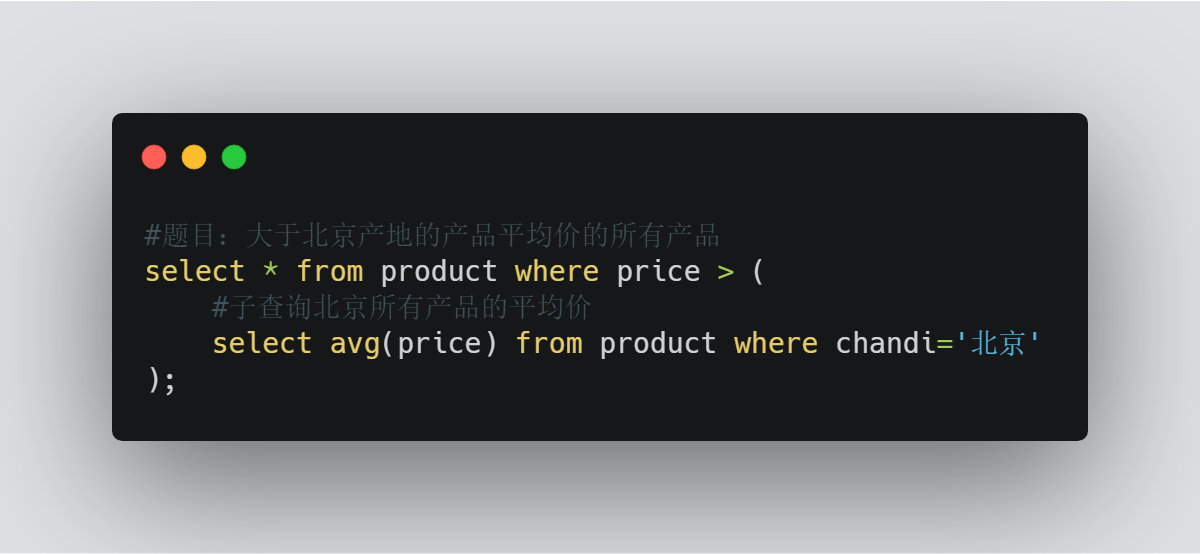 #题目：大于北京产地的产品平均价的所有产品
select * from product where price > (
    #子查询北京所有产品的平均价
    select avg(price) from product where chandi='北京'
);